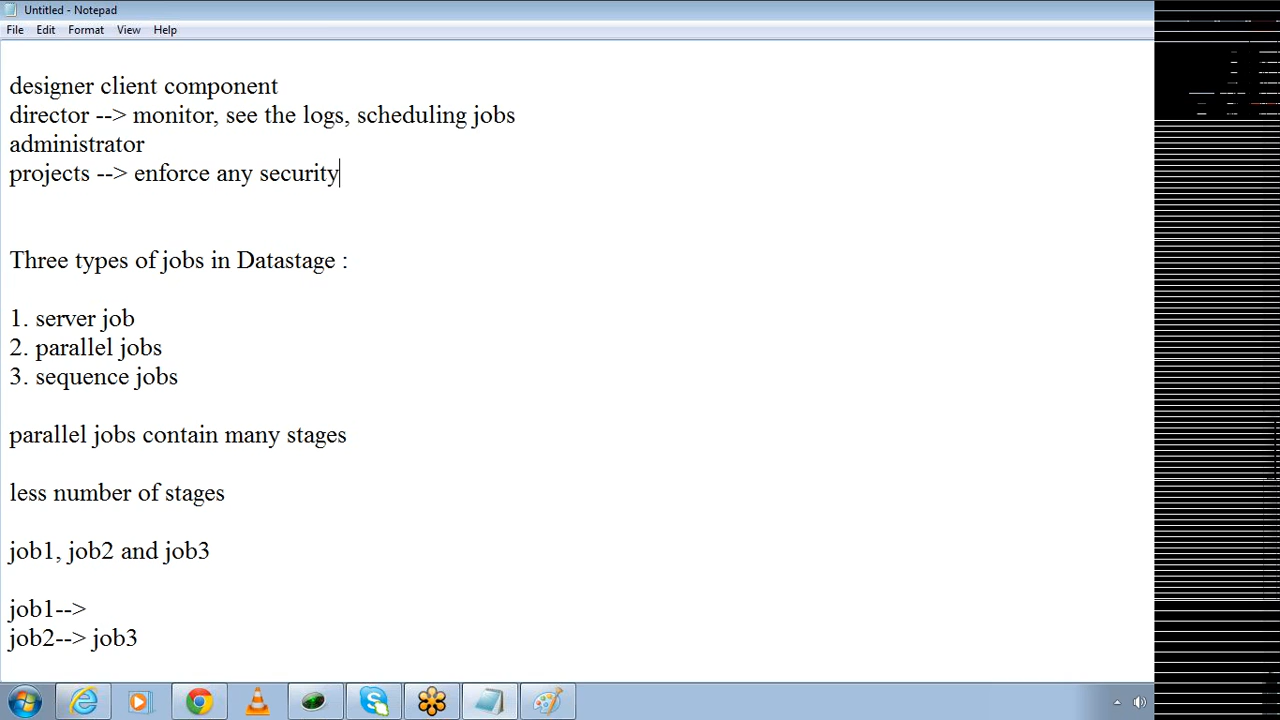 Untitled - Notepad
File Edit Format View Help
designer client component
director --> monitor, see the logs, scheduling jobs
administrator
projects --> enforce any security
Three types of jobs in Datastage :
1. server job
2. parallel jobs
3. sequence jobs
parallel jobs contain many stages
less number of stages
job1, job2 and job3
job1-->
job2--> job3